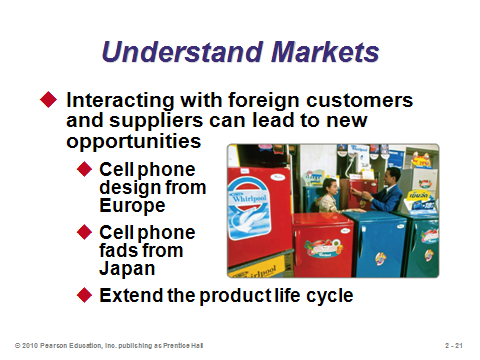 Understand Markets
Interacting with foreign customers
and suppliers can lead to new
opportunities
Cell phone
design from
Europe
Cell phone
fads from
Japan
Extend the product life cycle
Whirlpool
Whirlpool
© 2010 Pearson Education, Inc. publishing as Prentice Hall
2 - 21